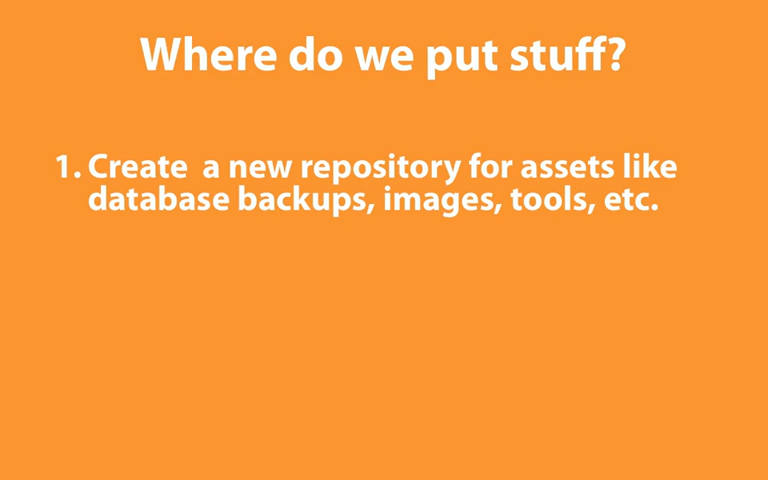 Where do we put stuff?
1. Create  a new repository for assets like
database backups, images, tools, etc.